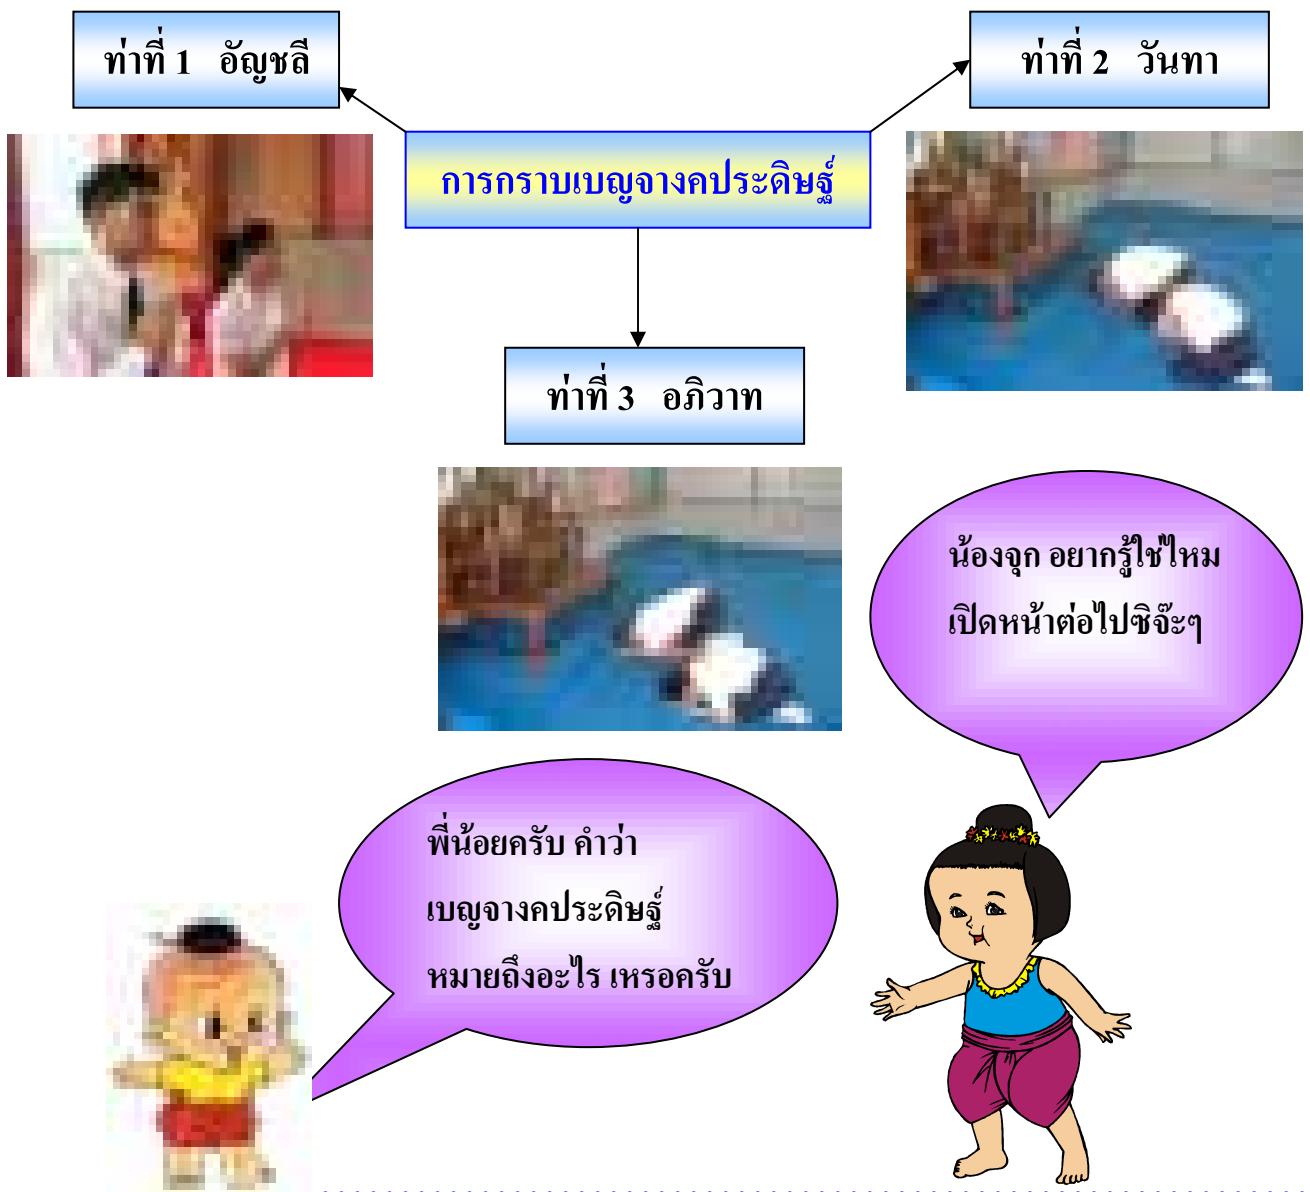 ท่าที่ 1 อัญชลี
ท่าที่ 2 วันทา
การกราบเบญจางคประดิษฐ์
ท่าที่ 3 อภิวาท
น้องจุก อยากรู้ใช่ไหม
เปิดหน้าต่อไปซิจ๊ะๆ
พี่น้อยครับ คำว่า
เบญจางคประดิษฐ์
หมายถึงอะไร เหรอครับ